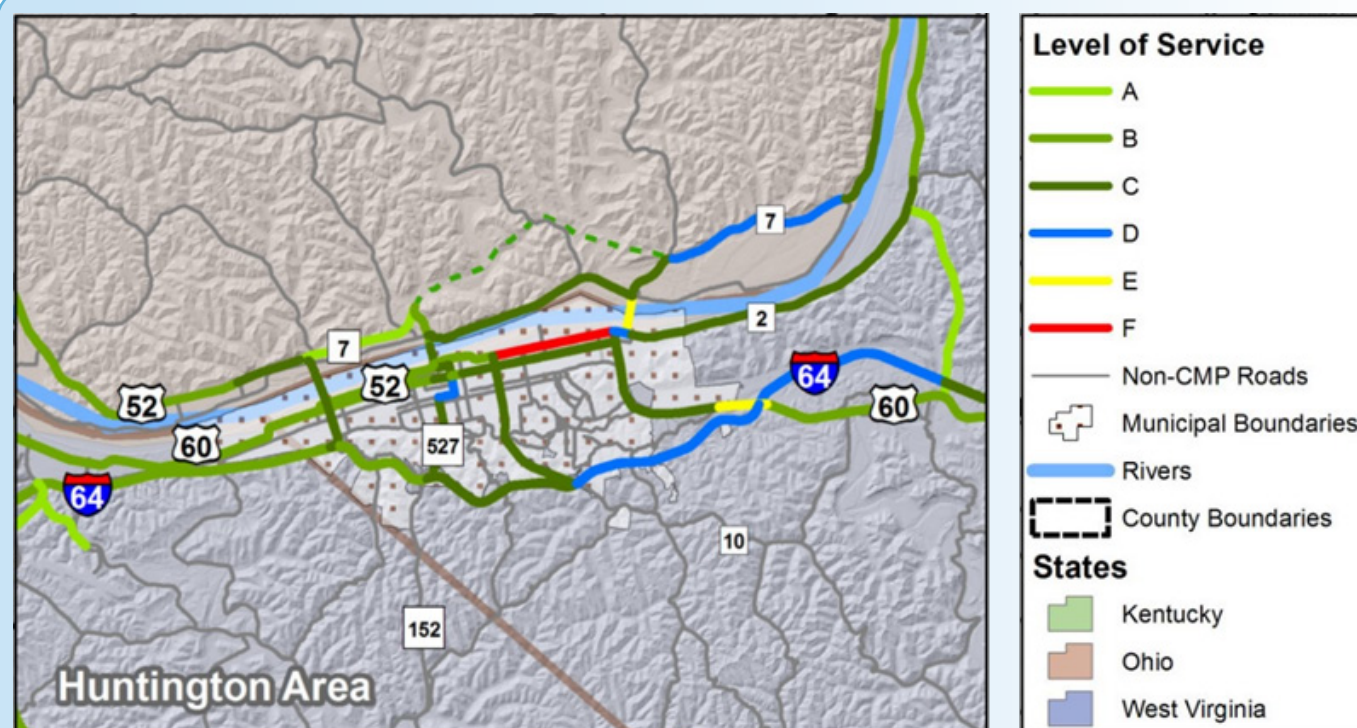 7
7
2
52
52
64
60
60
527
64
10
152
Huntington Area
Level of Service
A
B
C
D
E
F
Non-CMP Roads
Municipal Boundaries
Rivers
County Boundaries
States
Kentucky
Ohio
West Virginia